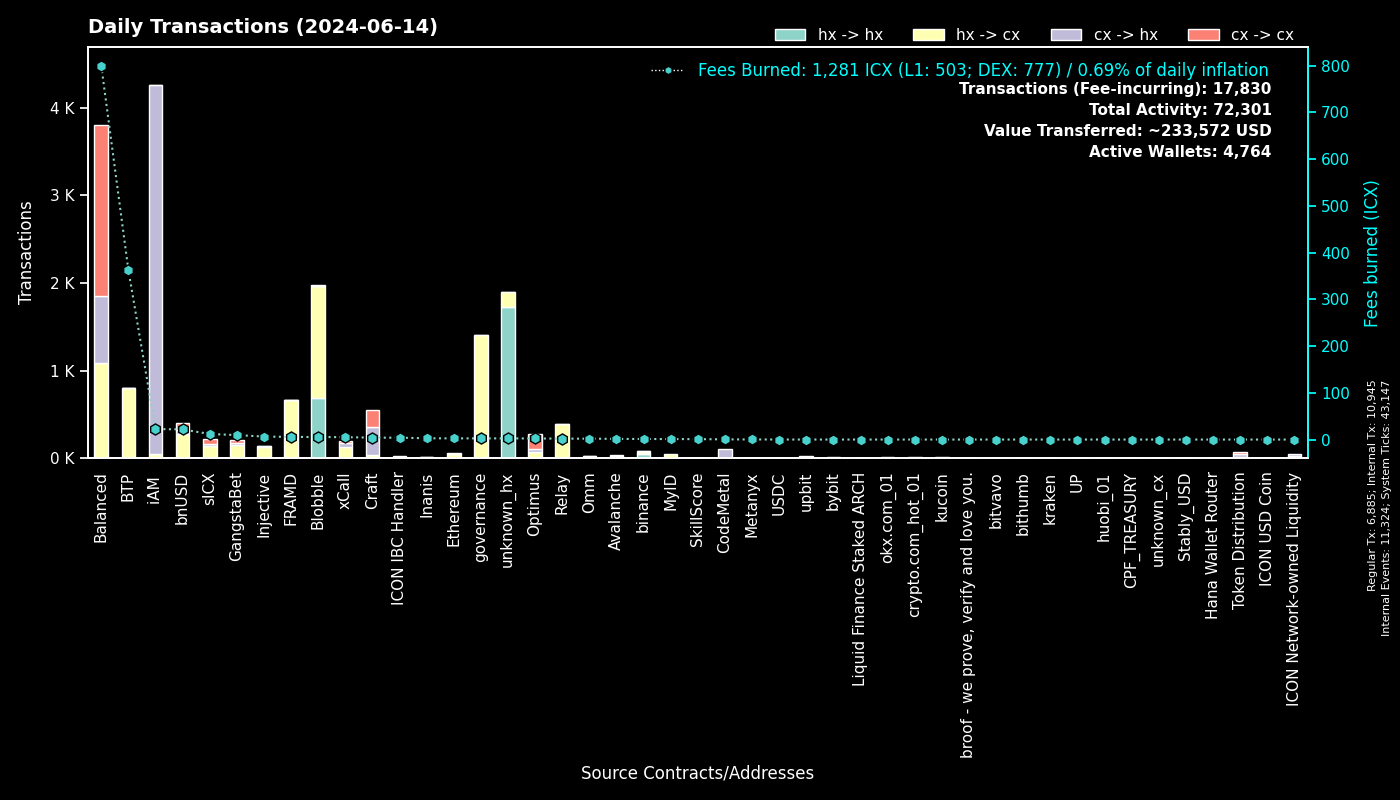 Daily Transactions (2024-06-14)
hx -> hx
hx -> cx
cx -> hx
cx -> cx
Fees Burned: 1,281 ICX (L1: 503; DEX: 777) / 0.69% of daily inflation
Transactions (Fee-incurring): 17,830
Total Activity: 72,301
Value Transferred: ~233,572 USD
Active Wallets: 4,764
Transactions
4 K
3 K
2 K
1 K
0 K
800
700
600
500
400
300
200
100
0
Fees burned (ICX)
Regular Tx: 6,885; Internal Tx: 10,945
Internal Events: 11,324; System Ticks: 43,147
Balanced
BTP
iAM
bnUSD
sICX
GangstaBet
Injective
FRAMD
Blobble
xCall
Craft
ICON IBC Handler
Inanis
Ethereum
governance
unknown_hx
Optimus
Relay
Omm
Avalanche
binance
MyID
SkillScore
CodeMetal
Metanyx
USDC
upbit
bybit
Liquid Finance Staked ARCH
okx.com_01
crypto.com_hot_01
kucoin
broof - we prove, verify and love you.
bitvavo
bithumb
kraken
UP
huobi_01
CPF_TREASURY
unknown_cx
Stably_USD
Hana Wallet Router
Token Distribution
ICON USD Coin
ICON Network-owned Liquidity
Source Contracts/Addresses